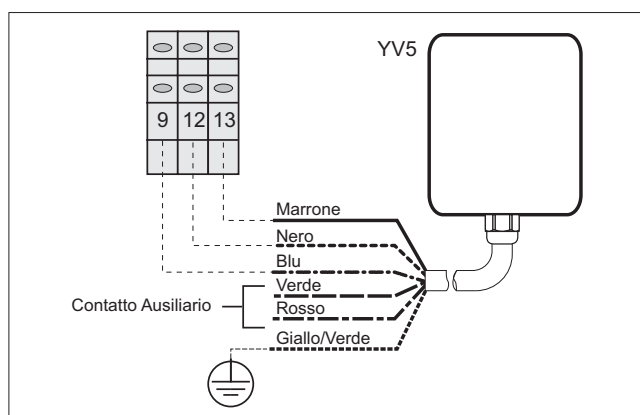 YV5
9 12 13
Marrone
Nero
Blu
Verde
Contatto Ausiliario
Rosso
Giallo/Verde